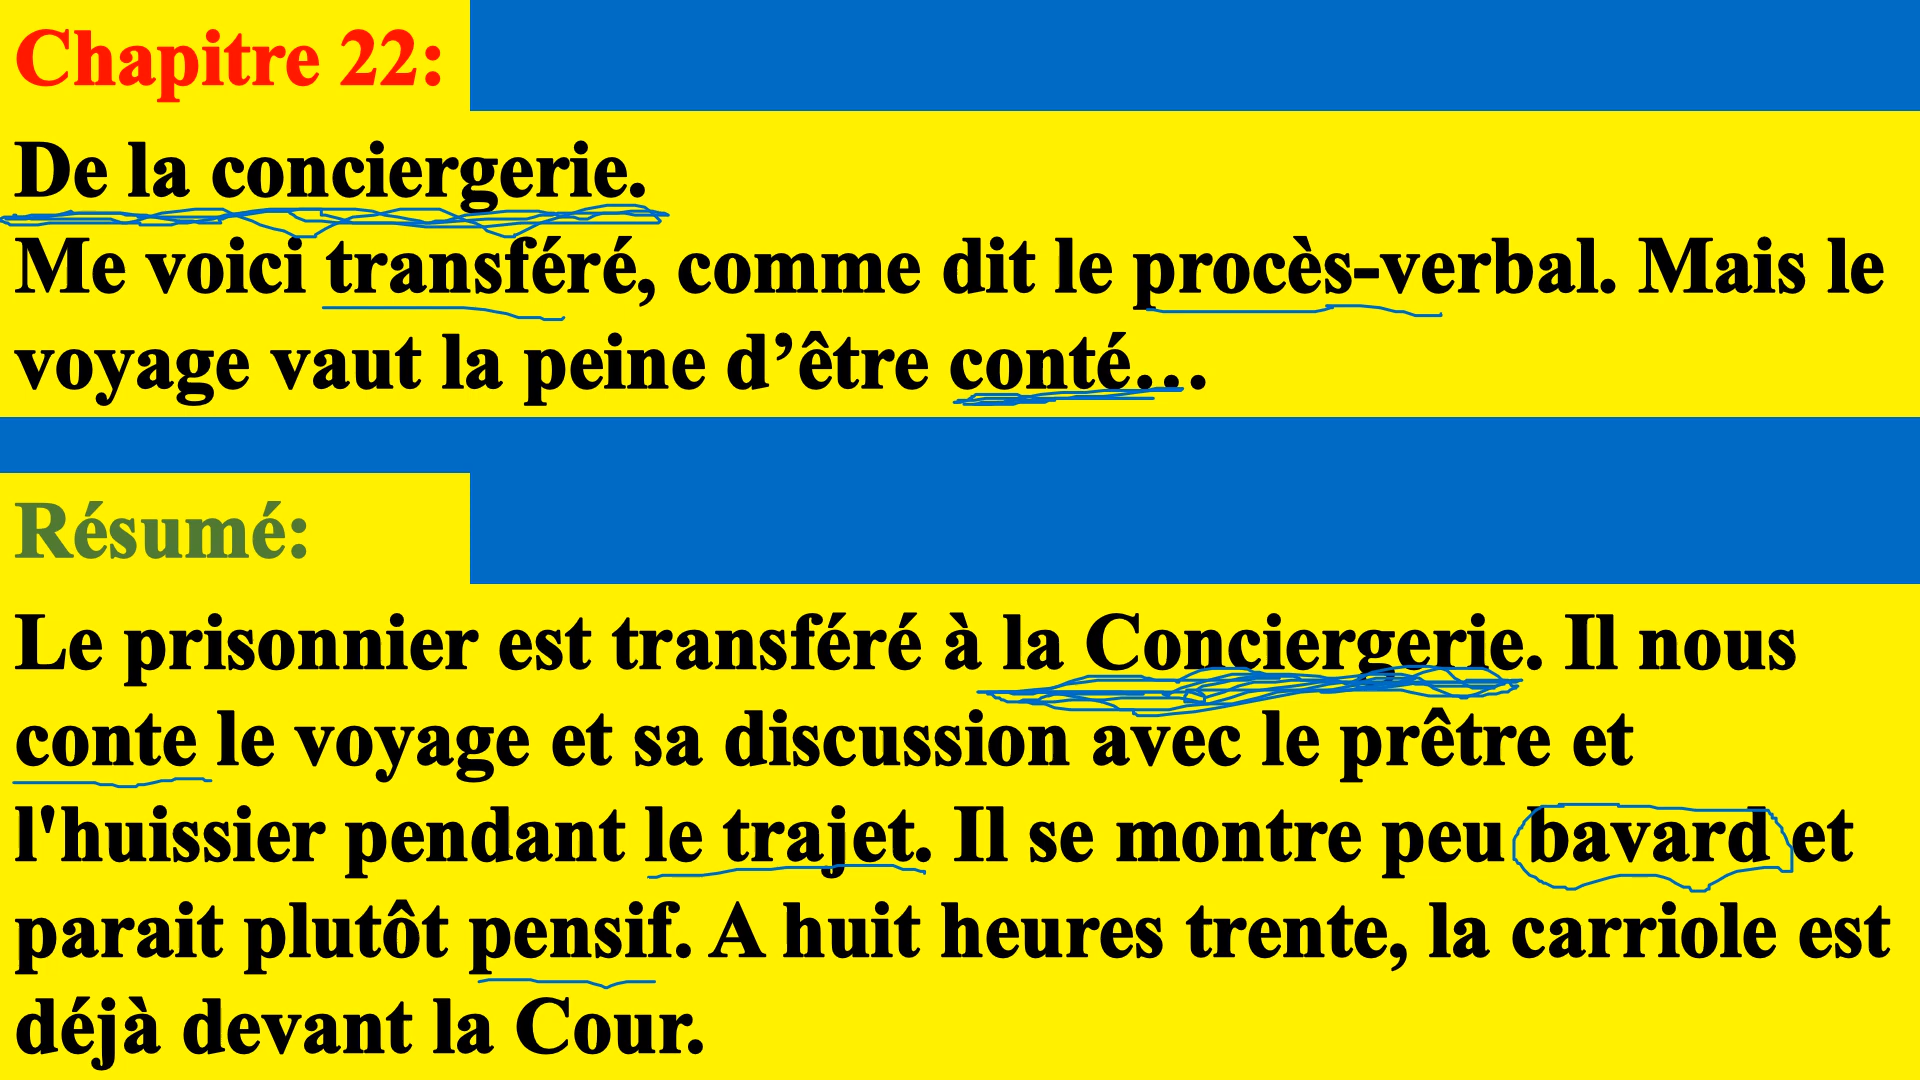 Chapitre 22:
De la conciergerie.
Me voici transféré, comme dit le procès-verbal. Mais le
voyage vaut la peine d’être conté…
Résumé:
Le prisonnier est transféré à la Conciergerie. Il nous
conte le voyage et sa discussion avec le prêtre et
l'huissier pendant le trajet. Il se montre peu bavard et
parait plutôt pensif. A huit heures trente, la carriole est
déjà devant la Cour.